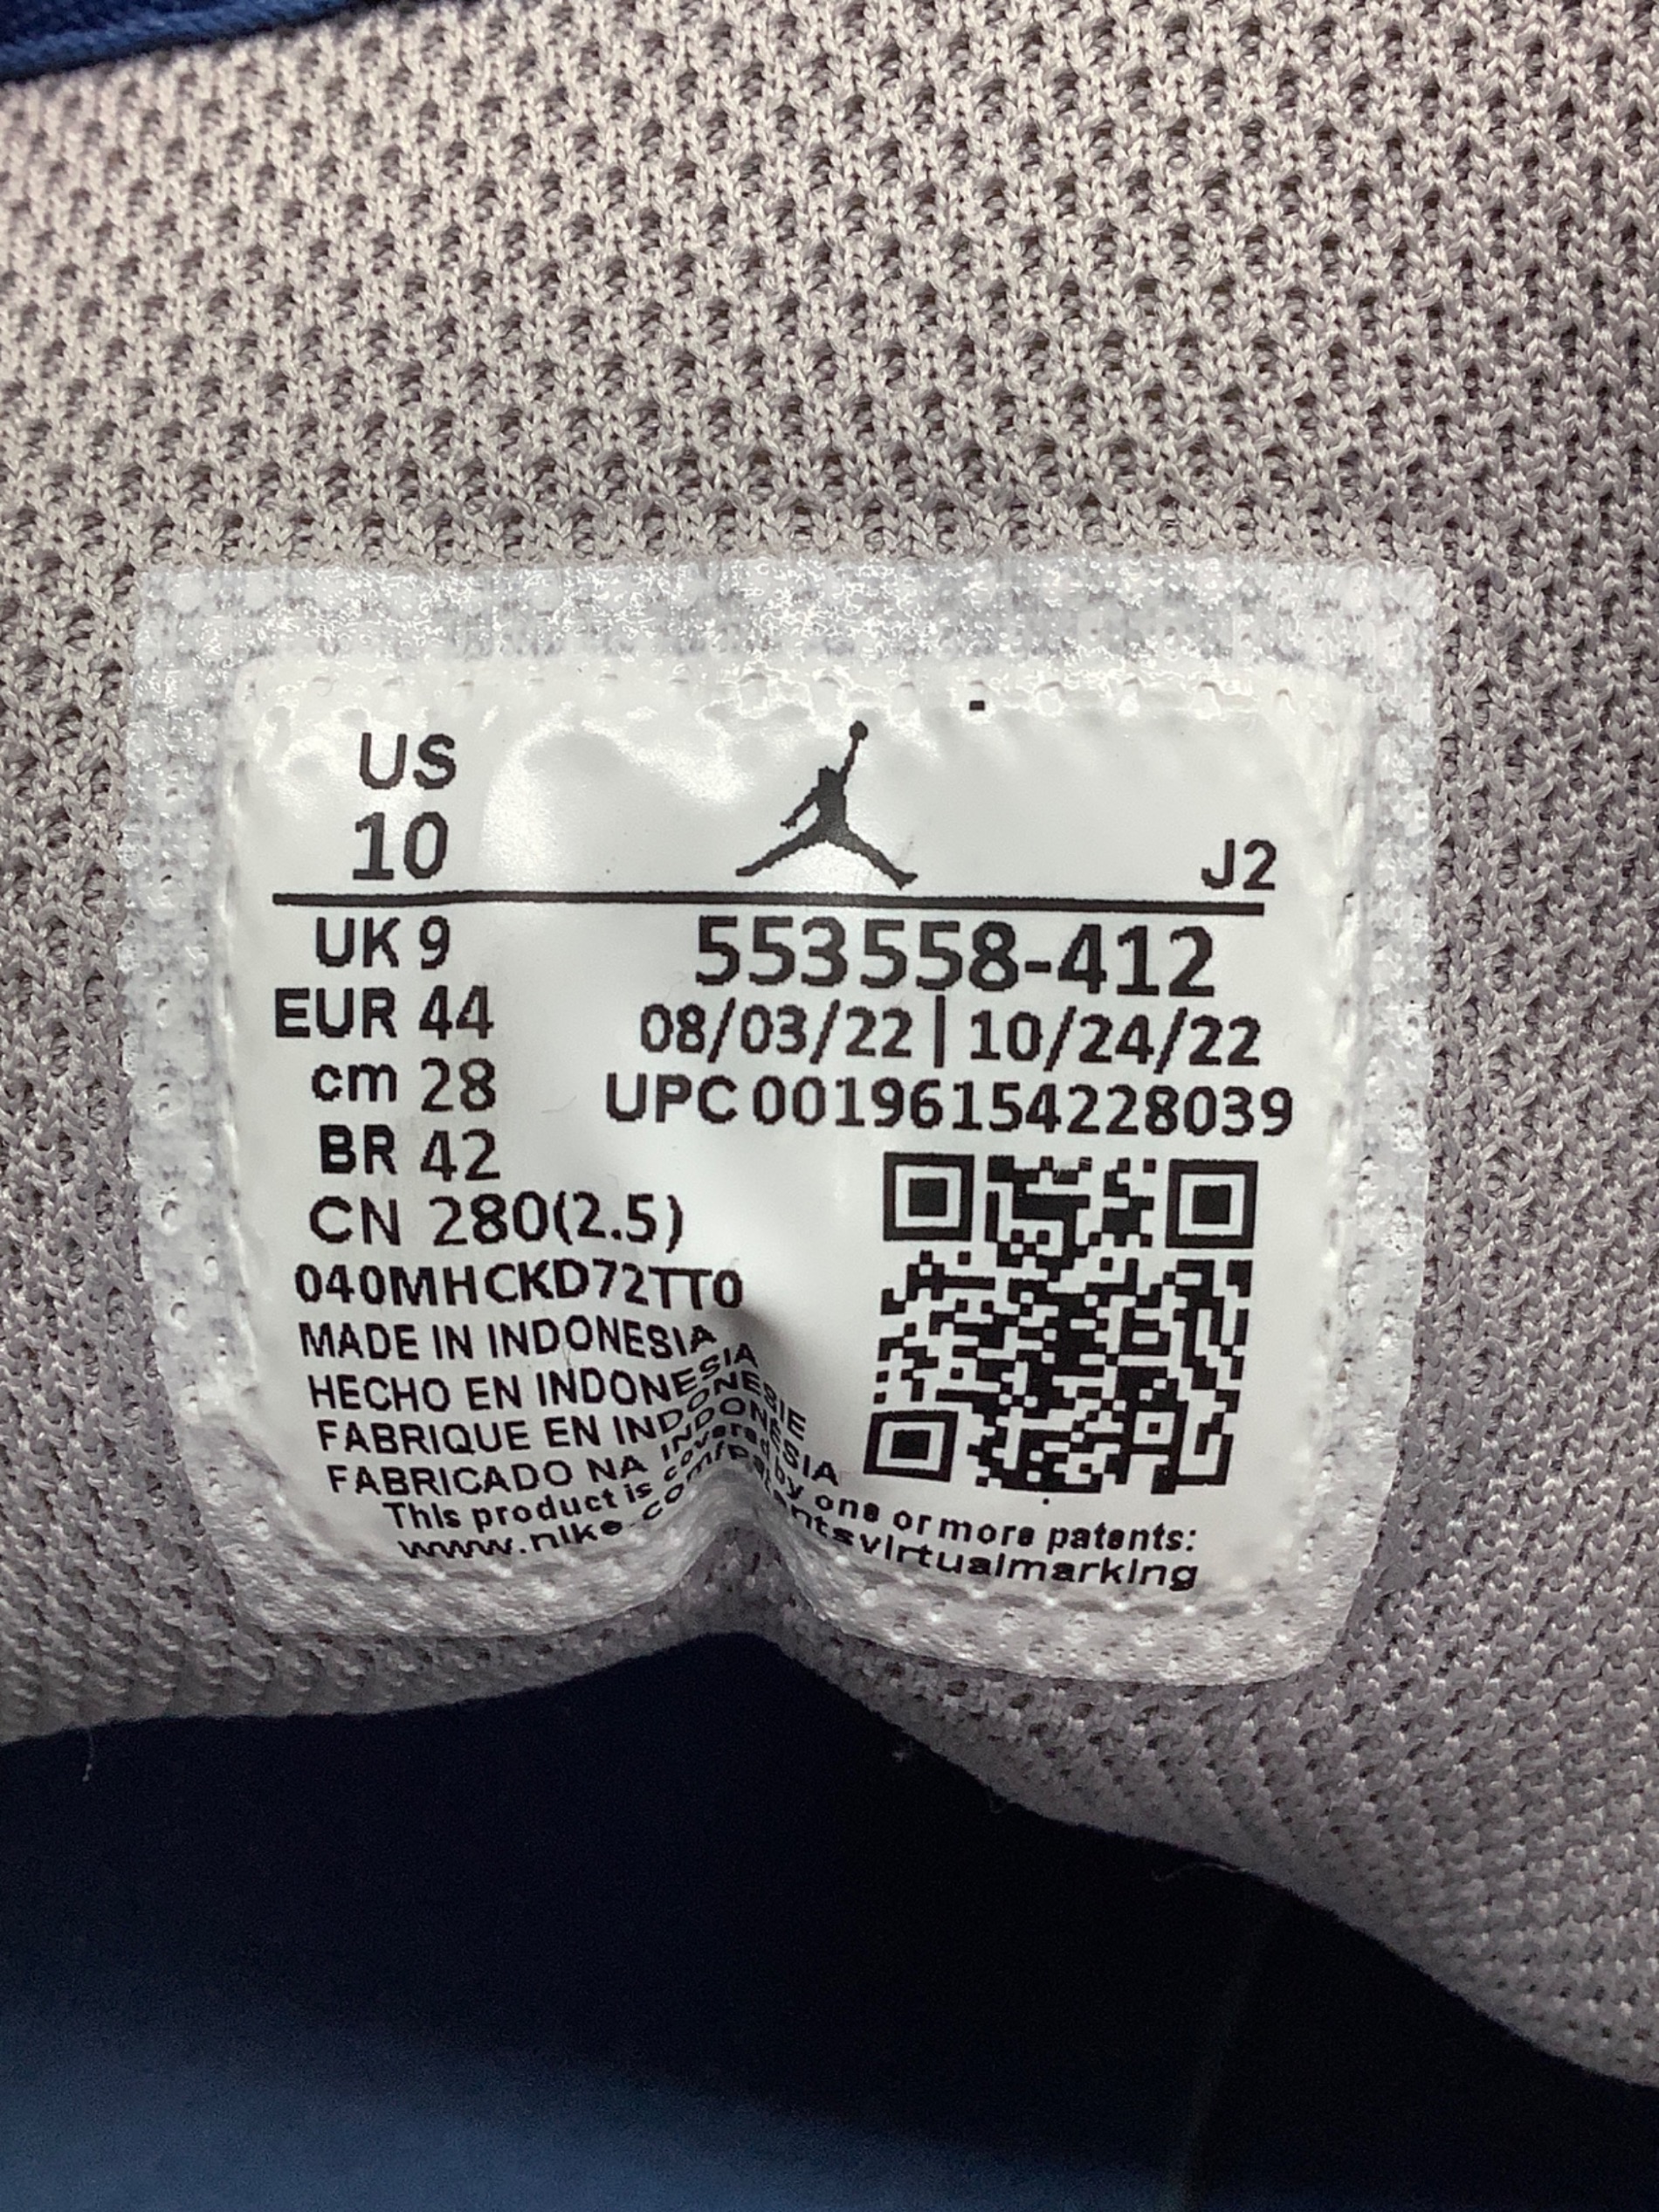 US
10
J2
UK 9
EUR 44
cm 28
BR 42
CN 280(2.5)
553558-412
08/03/22 | 10/24/22
UPC 00196154228039
040MHCKD72TT0
MADE IN INDONESIA
HECHO EN INDONESIA
FABRIQUE EN INDONESIE
FABRICADO NA INDONESIA
This product is covered by one or more patents:
www.nike.com/patentsvirtualmarking